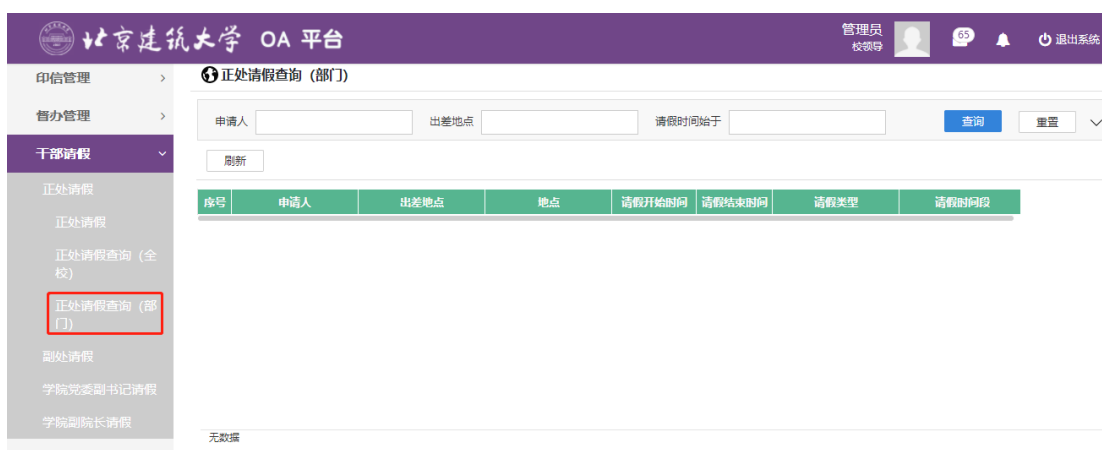 北京建筑大学 OA 平台
管理员
校领导
65
退出系统
印信管理
督办管理
干部请假
正处请假
正处请假
正处请假查询（全
校）
正处请假查询（部
门）
副处请假
学院党委副书记请假
学院副院长请假
正处请假查询（部门）
申请人 出差地点 请假时间始于 查询 重置
刷新
序号 申请人 出差地点 地点 请假开始时间 请假结束时间 请假类型 请假时间段
无数据